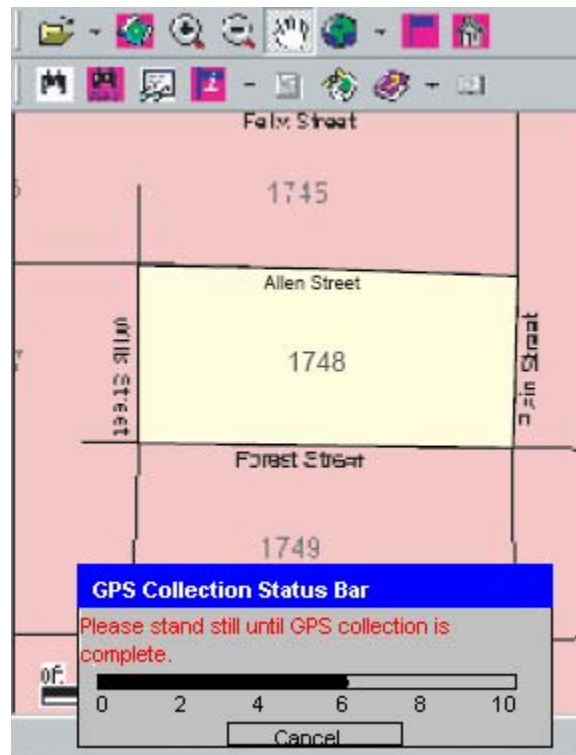 Felix Street
1745
Allen Street
1748
Forest Street
1749
GPS Collection Status Bar
Please stand still until GPS collection is
complete.
0 2 4 6 8 10
Cancel